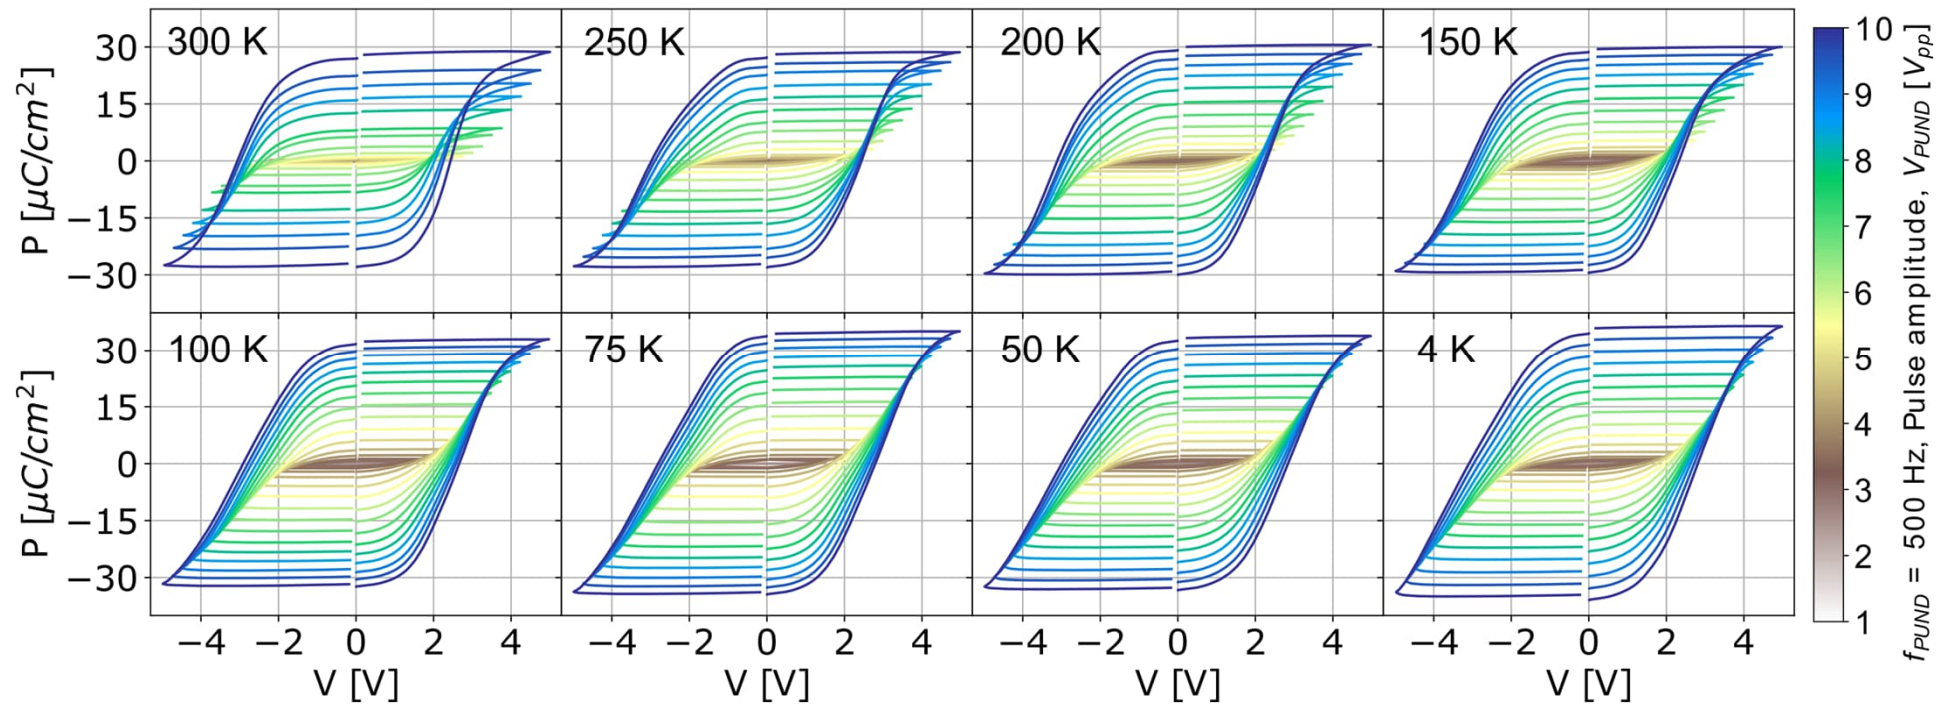 300 K
250 K
200 K
150 K
30
15
0
−15
−30
P [μC/cm²]
100 K
75 K
50 K
4 K
30
15
0
−15
−30
P [μC/cm²]
−4 −2 0 2 4
−4 −2 0 2 4
−4 −2 0 2 4
−4 −2 0 2 4
V [V]
V [V]
V [V]
V [V]
10
9
8
7
6
5
4
3
2
1
f_PUND = 500 Hz, Pulse amplitude, V_PUND [V_pp]